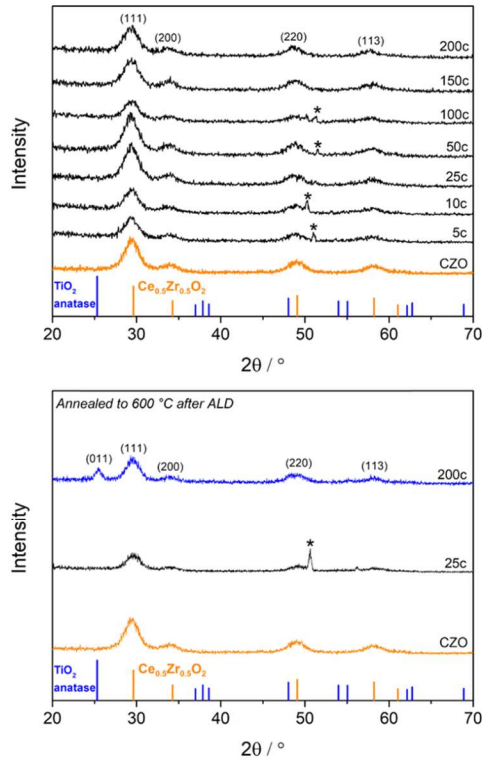 (111)
(200)
(220)
(113)
200c
150c
*
100c
*
50c
25c
*
10c
*
5c
CZO
TiO2
anatase
Ce0.5Zr0.5O2
Intensity
20 30 40 50 60 70
2θ / °
Annealed to 600 °C after ALD
(011)
(111)
(200)
(220)
(113)
200c
*
25c
CZO
TiO2
anatase
Ce0.5Zr0.5O2
Intensity
20 30 40 50 60 70
2θ / °